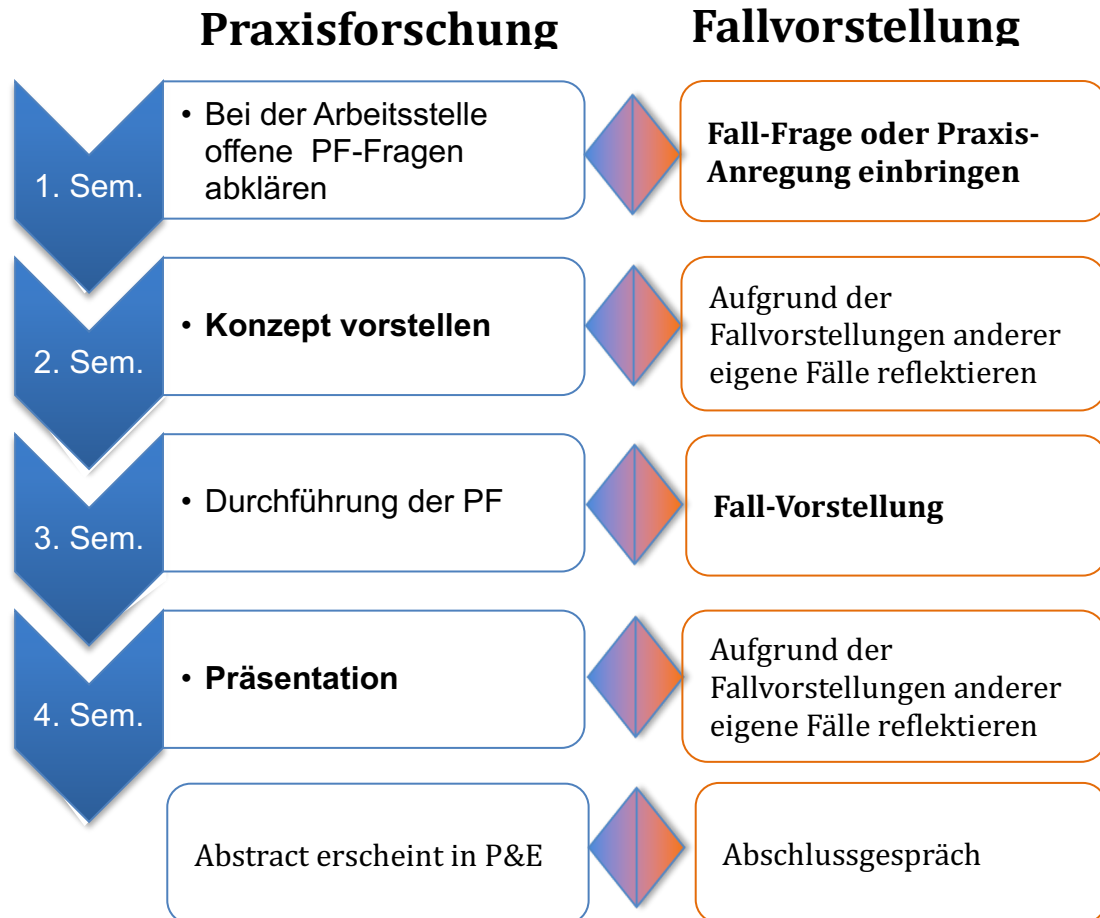 Praxisforschung
Fallvorstellung
1. Sem.
• Bei der Arbeitsstelle
offene PF-Fragen
abklären
Fall-Frage oder Praxis-
Anregung einbringen
2. Sem.
• Konzept vorstellen
Aufgrund der
Fallvorstellungen anderer
eigene Fälle reflektieren
3. Sem.
• Durchführung der PF
Fall-Vorstellung
4. Sem.
• Präsentation
Aufgrund der
Fallvorstellungen anderer
eigene Fälle reflektieren
Abstract erscheint in P&E
Abschlussgespräch